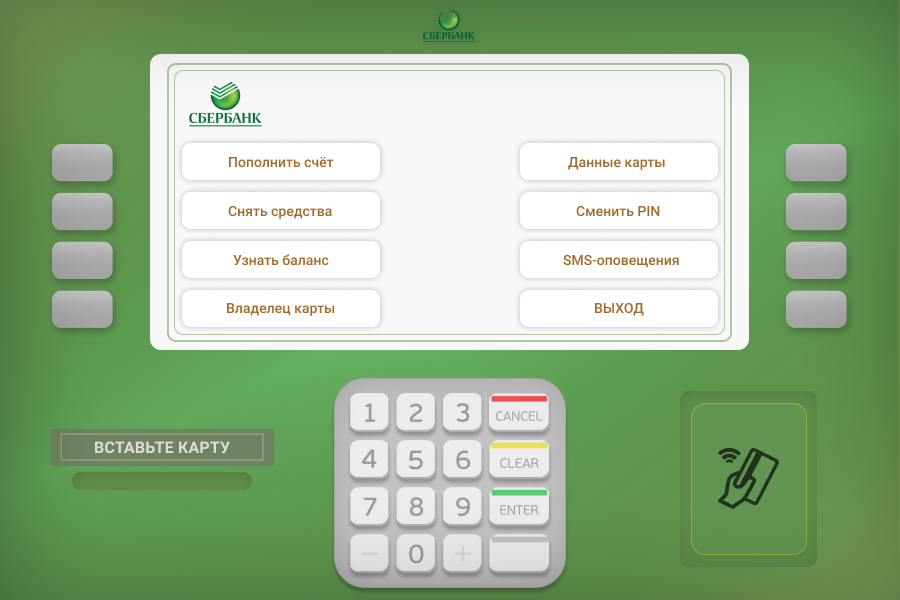 СБЕРБАНК
СБЕРБАНК
Пополнить счёт
Данные карты
Снять средства
Сменить PIN
Узнать баланс
SMS-оповещения
Владелец карты
ВЫХОД
1 2 3 CANCEL
ВСТАВЬТЕ КАРТУ
4 5 6 CLEAR
7 8 9 ENTER
− 0 +